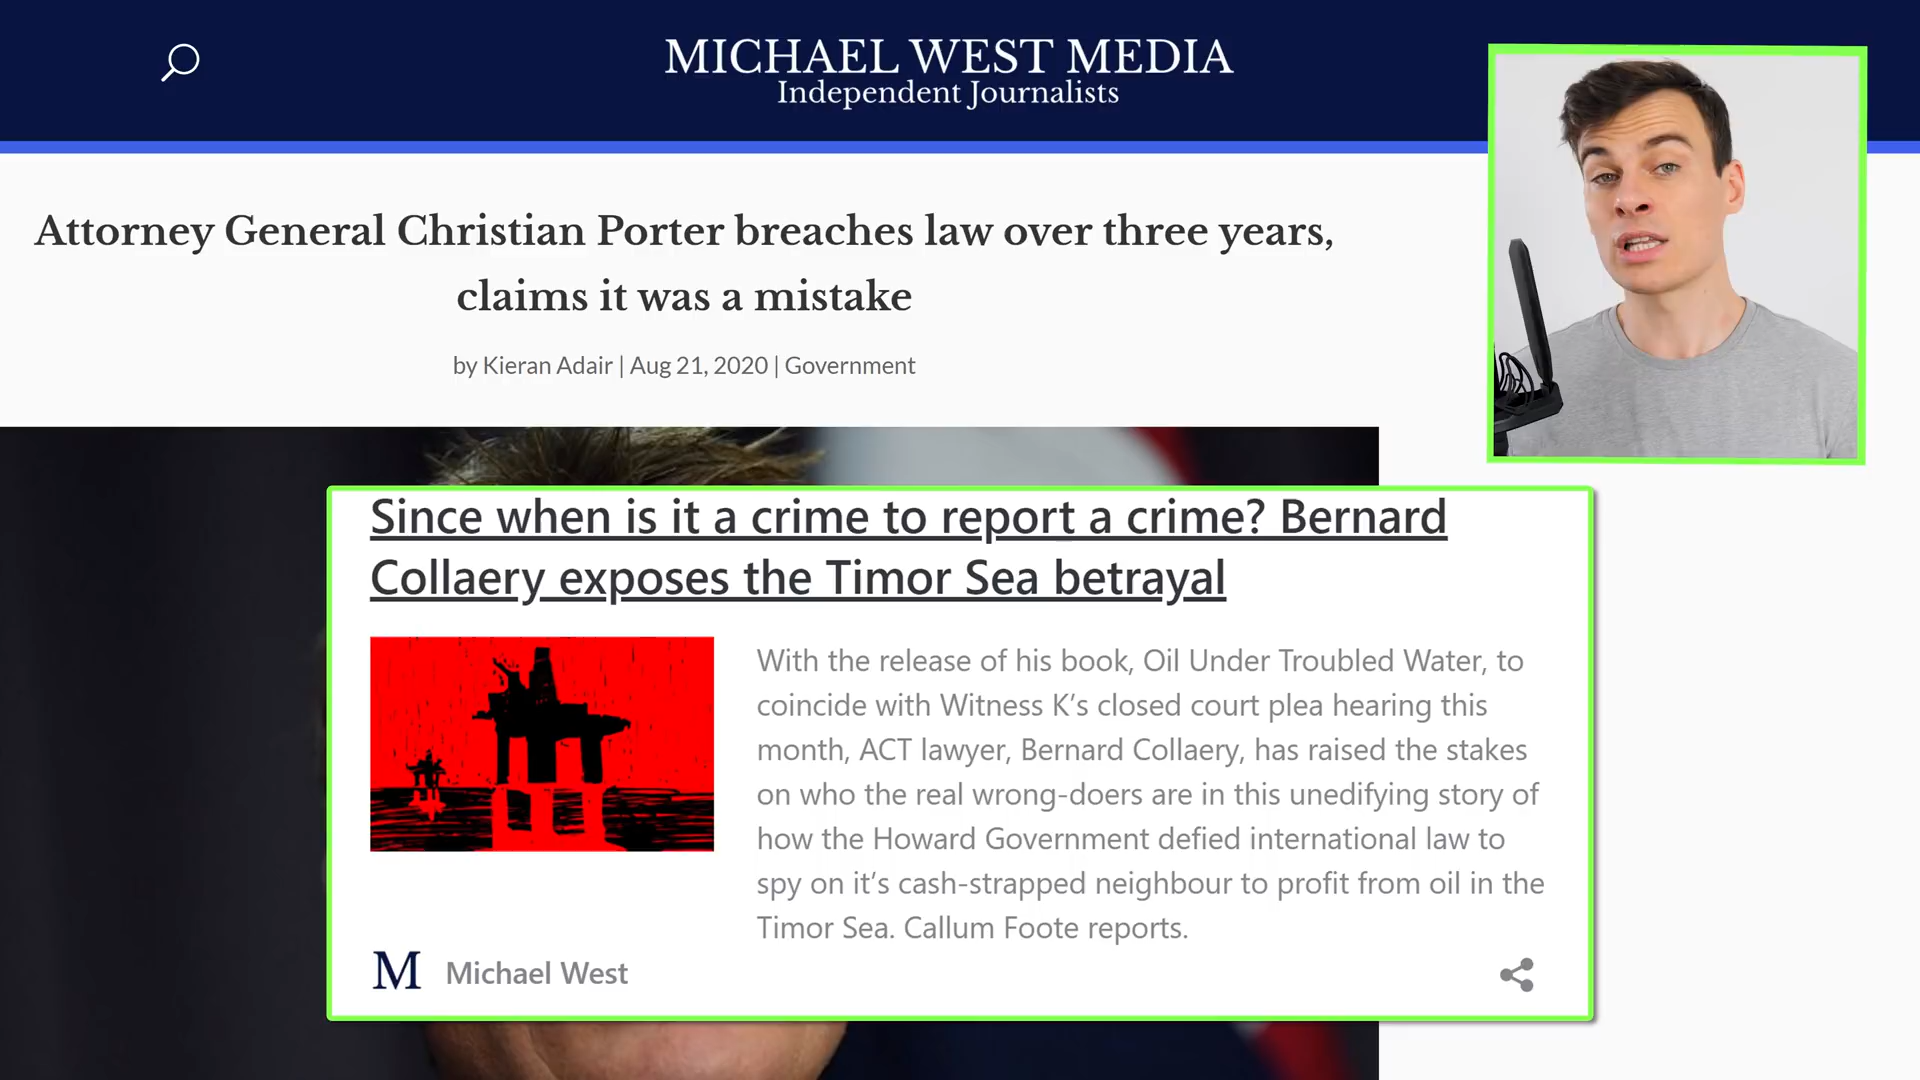 MICHAEL WEST MEDIA
Independent Journalists
Attorney General Christian Porter breaches law over three years,
claims it was a mistake
by Kieran Adair | Aug 21, 2020 | Government
Since when is it a crime to report a crime? Bernard
Collaery exposes the Timor Sea betrayal
With the release of his book, Oil Under Troubled Water, to
coincide with Witness K’s closed court plea hearing this
month, ACT lawyer, Bernard Collaery, has raised the stakes
on who the real wrong-doers are in this unedifying story of
how the Howard Government defied international law to
spy on it’s cash-strapped neighbour to profit from oil in the
Timor Sea. Callum Foote reports.
M Michael West